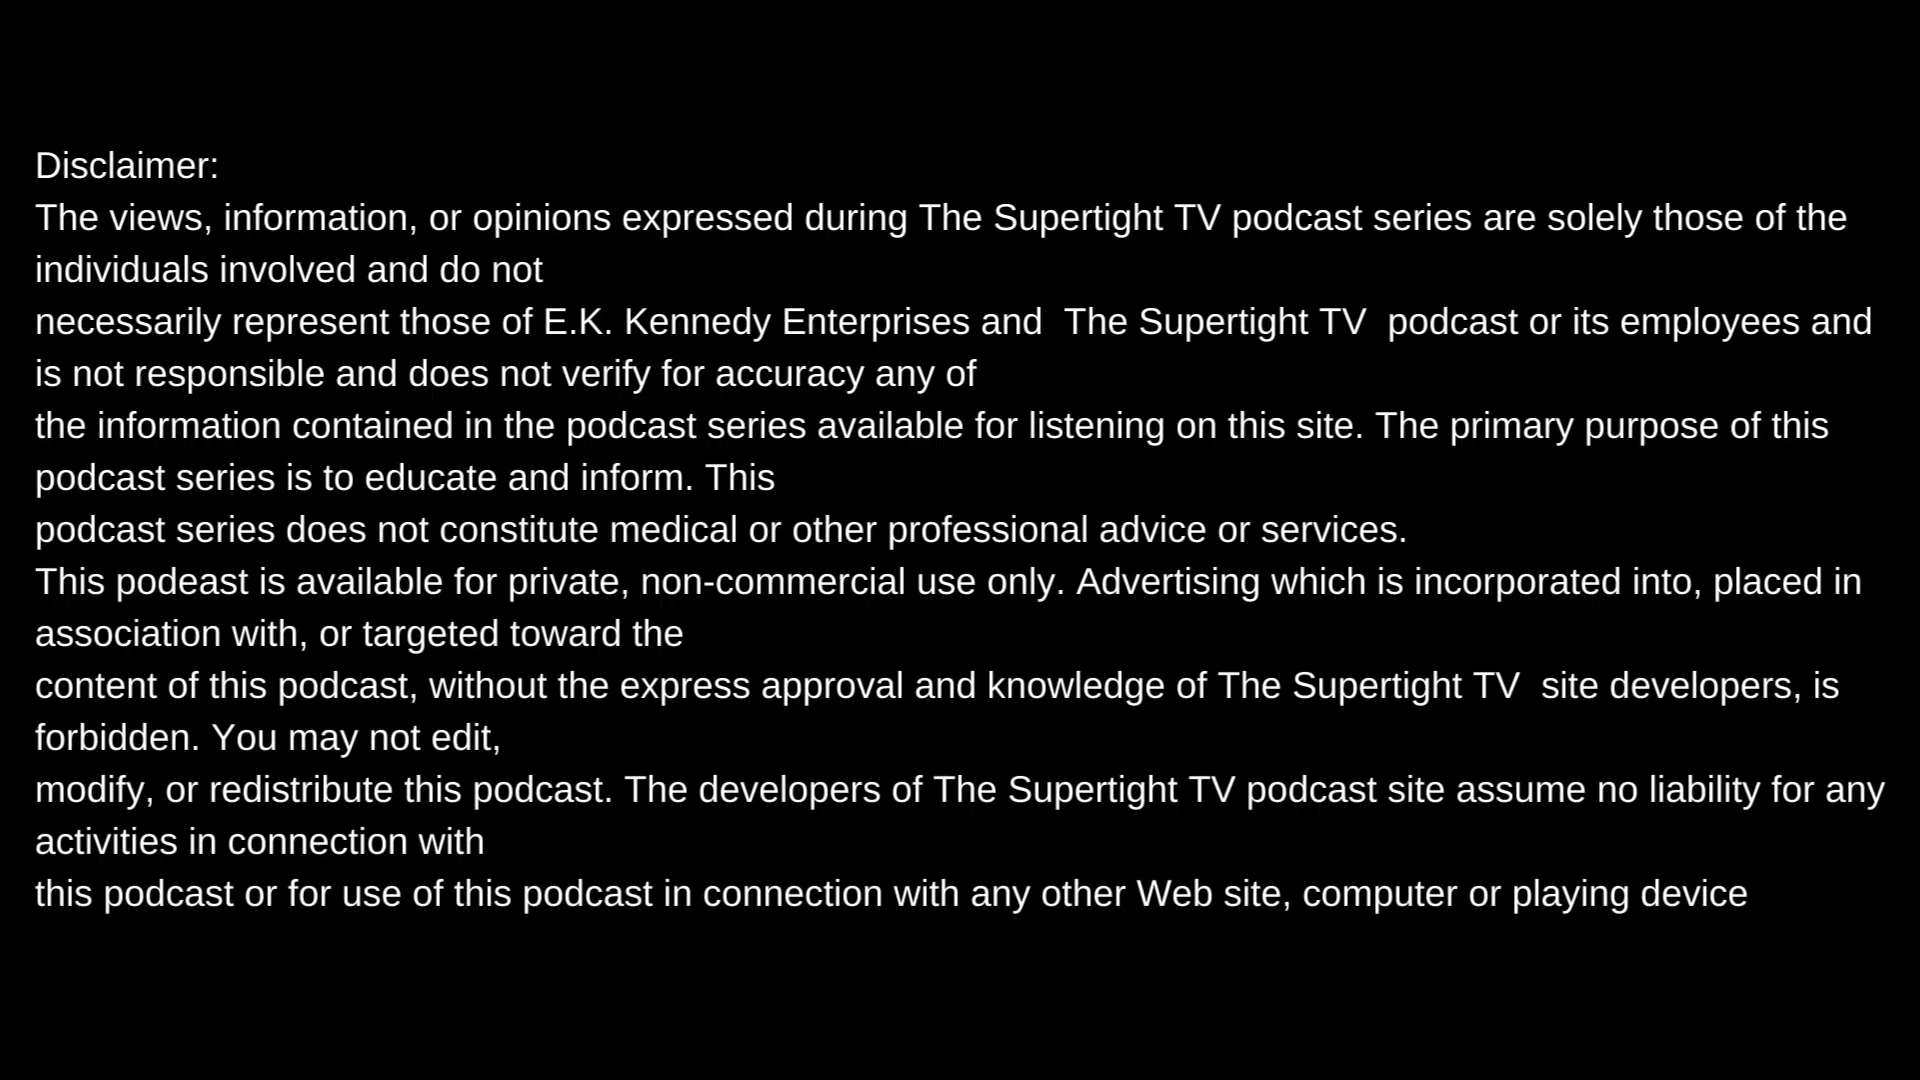 Disclaimer:
The views, information, or opinions expressed during The Supertight TV podcast series are solely those of the
individuals involved and do not
necessarily represent those of E.K. Kennedy Enterprises and  The Supertight TV  podcast or its employees and
is not responsible and does not verify for accuracy any of
the information contained in the podcast series available for listening on this site. The primary purpose of this
podcast series is to educate and inform. This
podcast series does not constitute medical or other professional advice or services.
This podeast is available for private, non-commercial use only. Advertising which is incorporated into, placed in
association with, or targeted toward the
content of this podcast, without the express approval and knowledge of The Supertight TV  site developers, is
forbidden. You may not edit,
modify, or redistribute this podcast. The developers of The Supertight TV podcast site assume no liability for any
activities in connection with
this podcast or for use of this podcast in connection with any other Web site, computer or playing device